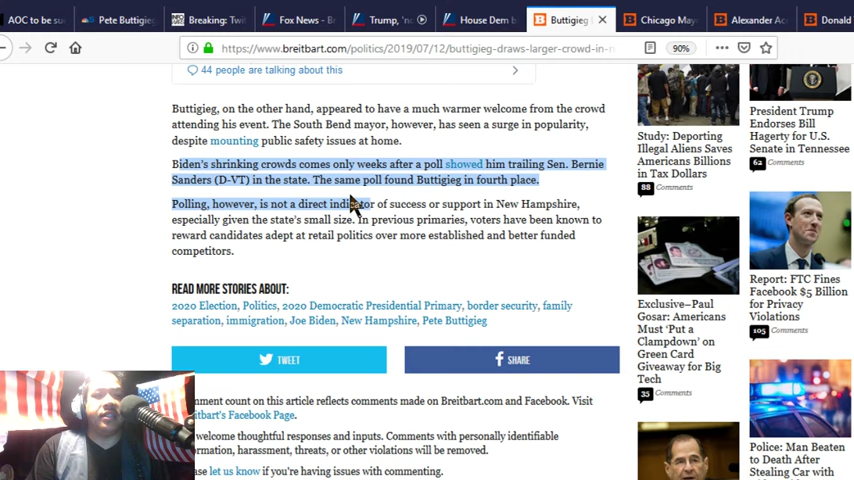 AOC to be su
Pete Buttigieg
Breaking: Twi
Fox News - B
Trump, 'no
House Dem b
Buttigieg
Chicago May
Alexander Aco
Donald
https://www.breitbart.com/politics/2019/07/12/buttigieg-draws-larger-crowd-in-n
90%
44 people are talking about this
Buttigieg, on the other hand, appeared to have a much warmer welcome from the crowd
attending his event. The South Bend mayor, however, has seen a surge in popularity,
despite mounting public safety issues at home.
Biden's shrinking crowds comes only weeks after a poll showed him trailing Sen. Bernie
Sanders (D-VT) in the state. The same poll found Buttigieg in fourth place.
Polling, however, is not a direct indicator of success or support in New Hampshire,
especially given the state's small size. In previous primaries, voters have been known to
reward candidates adept at retail politics over more established and better funded
competitors.
READ MORE STORIES ABOUT:
2020 Election, Politics, 2020 Democratic Presidential Primary, border security, family
separation, immigration, Joe Biden, New Hampshire, Pete Buttigieg
TWEET
SHARE
mment count on this article reflects comments made on Breitbart.com and Facebook. Visit
itbart's Facebook Page.
welcome thoughtful responses and inputs. Comments with personally identifiable
ormation, harassment, threats, or other violations will be removed.
ase let us know if you're having issues with commenting.
Study: Deporting
Illegal Aliens Saves
Americans Billions
in Tax Dollars
88 Comments
Exclusive–Paul
Gosar: Americans
Must 'Put a
Clampdown' on
Green Card
Giveaway for Big
Tech
35 Comments
President Trump
Endorses Bill
Hagerty for U.S.
Senate in Tennessee
62 Comments
Report: FTC Fines
Facebook $5 Billion
for Privacy
Violations
105 Comments
Police: Man Beaten
to Death After
Stealing Car with